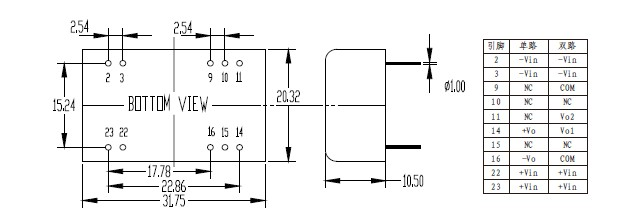 2.54
2.54
2 3 9 10 11
15.24
BOTTOM VIEW
20.32
23 22 16 15 14
17.78
22.86
31.75
Ø1.00
10.50
引脚 单路 双路
2 -Vin -Vin
3 -Vin -Vin
9 NC COM
10 NC NC
11 NC Vo2
14 +Vo Vo1
15 NC NC
16 -Vo COM
22 +Vin +Vin
23 +Vin +Vin